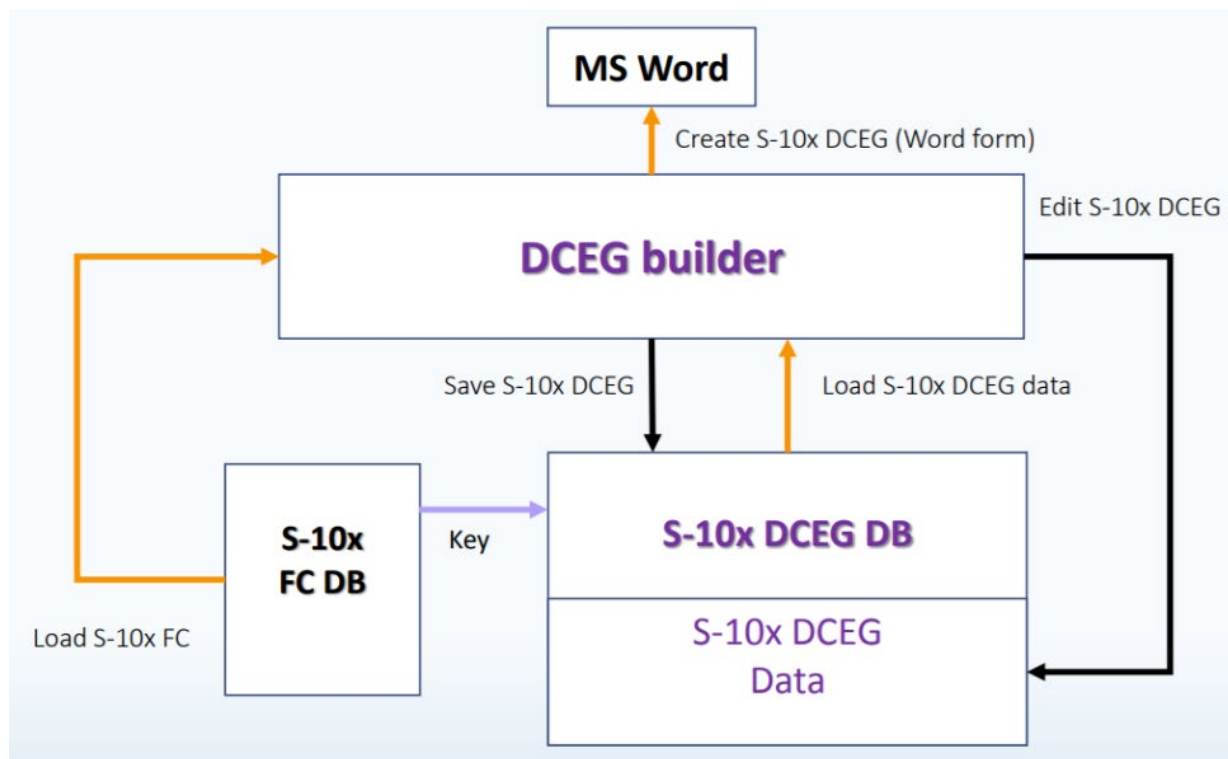 MS Word
Create S-10x DCEG (Word form)
Edit S-10x DCEG
DCEG builder
Save S-10x DCEG
Load S-10x DCEG data
S-10x
FC DB
Key
S-10x DCEG DB
Load S-10x FC
S-10x DCEG
Data